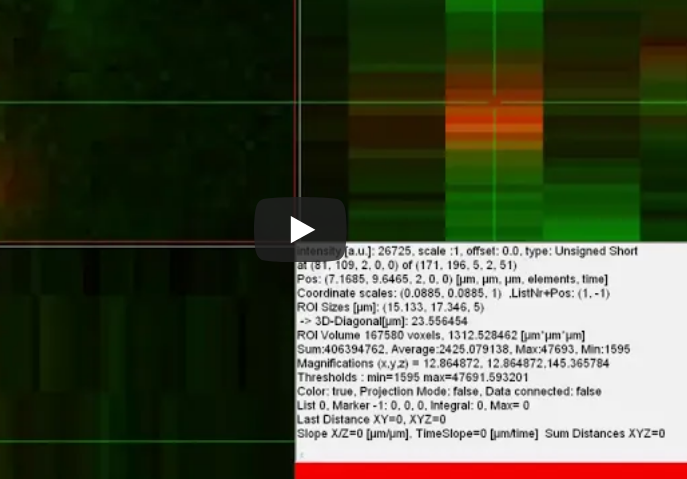 intensity [a.u.]: 26725, scale :1, offset: 0.0, type: Unsigned Short
at (81, 109, 2, 0, 0) of (171, 196, 5, 2, 51)
Pos: (7.1685, 9.6465, 2, 0, 0) [µm, µm, µm, elements, time]
Coordinate scales: (0.0885, 0.0885, 1) .ListNr+Pos: (1, -1)
ROI Sizes [µm]: (15.133, 17.346, 5)
-> 3D-Diagonal[µm]: 23.556454
ROI Volume 167580 voxels, 1312.528462 [µm*µm*µm]
Sum:406394762, Average:2425.079138, Max:47693, Min:1595
Magnifications (x,y,z) = 12.864872, 12.864872,145.365784
Thresholds : min=1595 max=47691.593201
Color: true, Projection Mode: false, Data connected: false
List 0, Marker -1: 0, 0, 0, Integral: 0, Max= 0
Last Distance XY=0, XYZ=0
Slope X/Z=0 [µm/µm], TimeSlope=0 [µm/time] Sum Distances XYZ=0